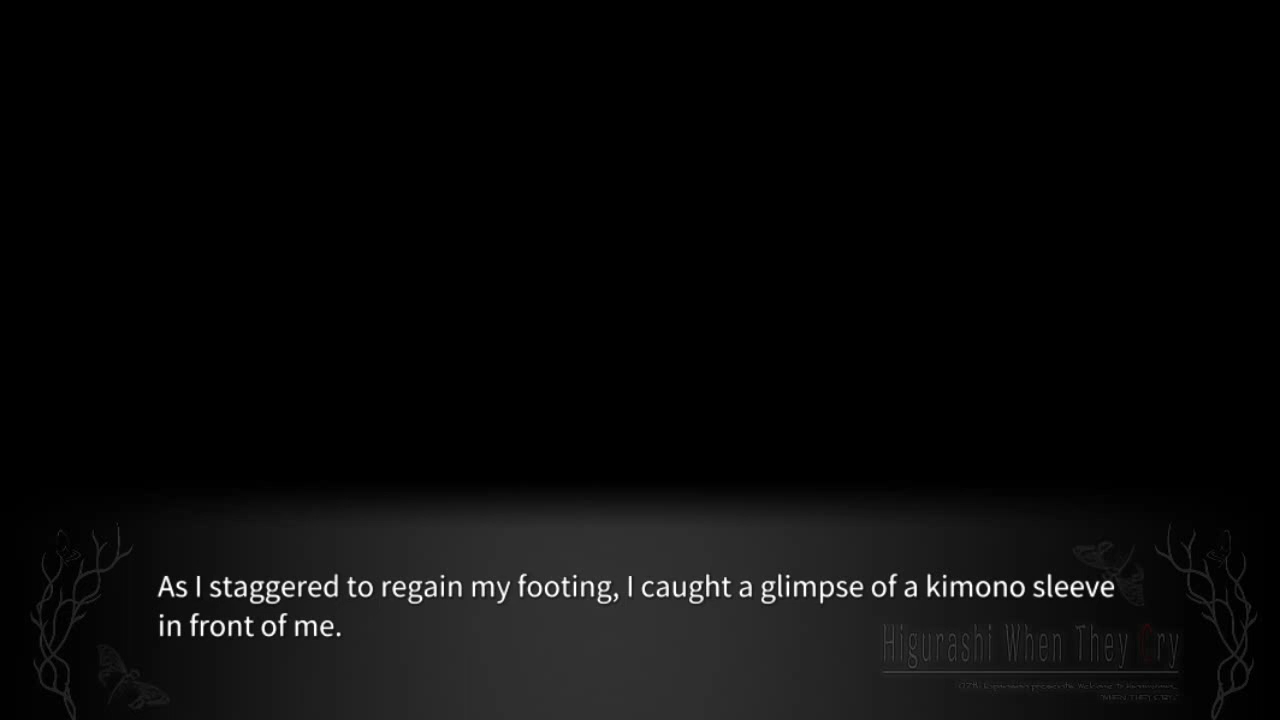 As I staggered to regain my footing, I caught a glimpse of a kimono sleeve
in front of me.
Higurashi When They Cry